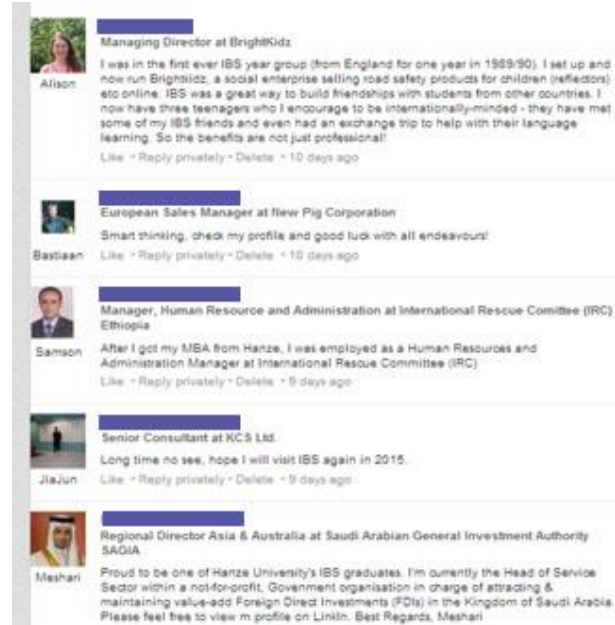 Managing Director at BrightKidz
Alison
I was in the first ever IBS year group (from England for one year in 1989/90). I set up and
now run Brightkidz, a social enterprise selling road safety products for children (reflectors)
etc online. IBS was a great way to build friendships with students from other countries. I
now have three teenagers who I encourage to be internationally-minded - they have met
some of my IBS friends and even had an exchange trip to help with their language
learning. So the benefits are not just professional!
Like • Reply privately • Delete • 10 days ago
European Sales Manager at New Pig Corporation
Smart thinking, check my profile and good luck with all endeavours!
Bastiaan
Like • Reply privately • Delete • 10 days ago
Manager, Human Resource and Administration at International Rescue Comittee (IRC)
Ethiopia
Samson
After I got my MBA from Hanze, I was employed as a Human Resources and
Administration Manager at International Rescue Committee (IRC)
Like • Reply privately • Delete • 9 days ago
Senior Consultant at KCS Ltd.
Long time no see, hope I will visit IBS again in 2015.
JiaJun
Like • Reply privately • Delete • 9 days ago
Regional Director Asia & Australia at Saudi Arabian General Investment Authority
SAGIA
Meshari
Proud to be one of Hanze University's IBS graduates. I'm currently the Head of Service
Sector within a not-for-profit, Govenment organisation in charge of attracting &
maintaining value-add Foreign Direct Investments (FDIs) in the Kingdom of Saudi Arabia.
Please feel free to view m profile on LinkIn. Best Regards, Meshari